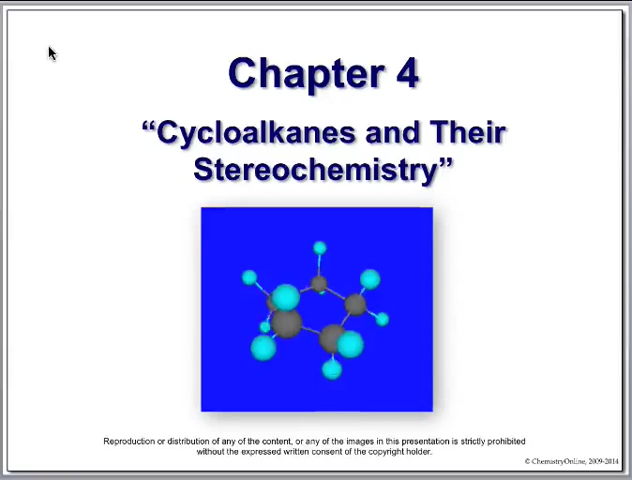 Chapter 4
“Cycloalkanes and Their
Stereochemistry”
Reproduction or distribution of any of the content, or any of the images in this presentation is strictly prohibited
without the expressed written consent of the copyright holder.
© ChemistryOnline, 2009-2014